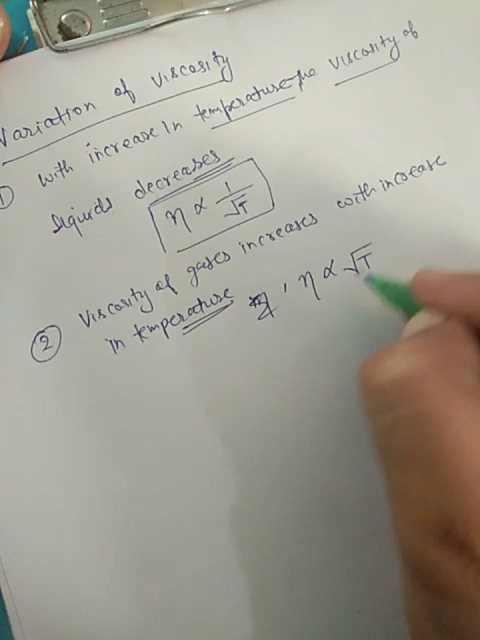 Variation of viscosity
① with increase in temperature the viscosity of
liquids decreases
η ∝ 1/√T
② Viscosity of gases increases with increase
in temperature , η ∝ √T